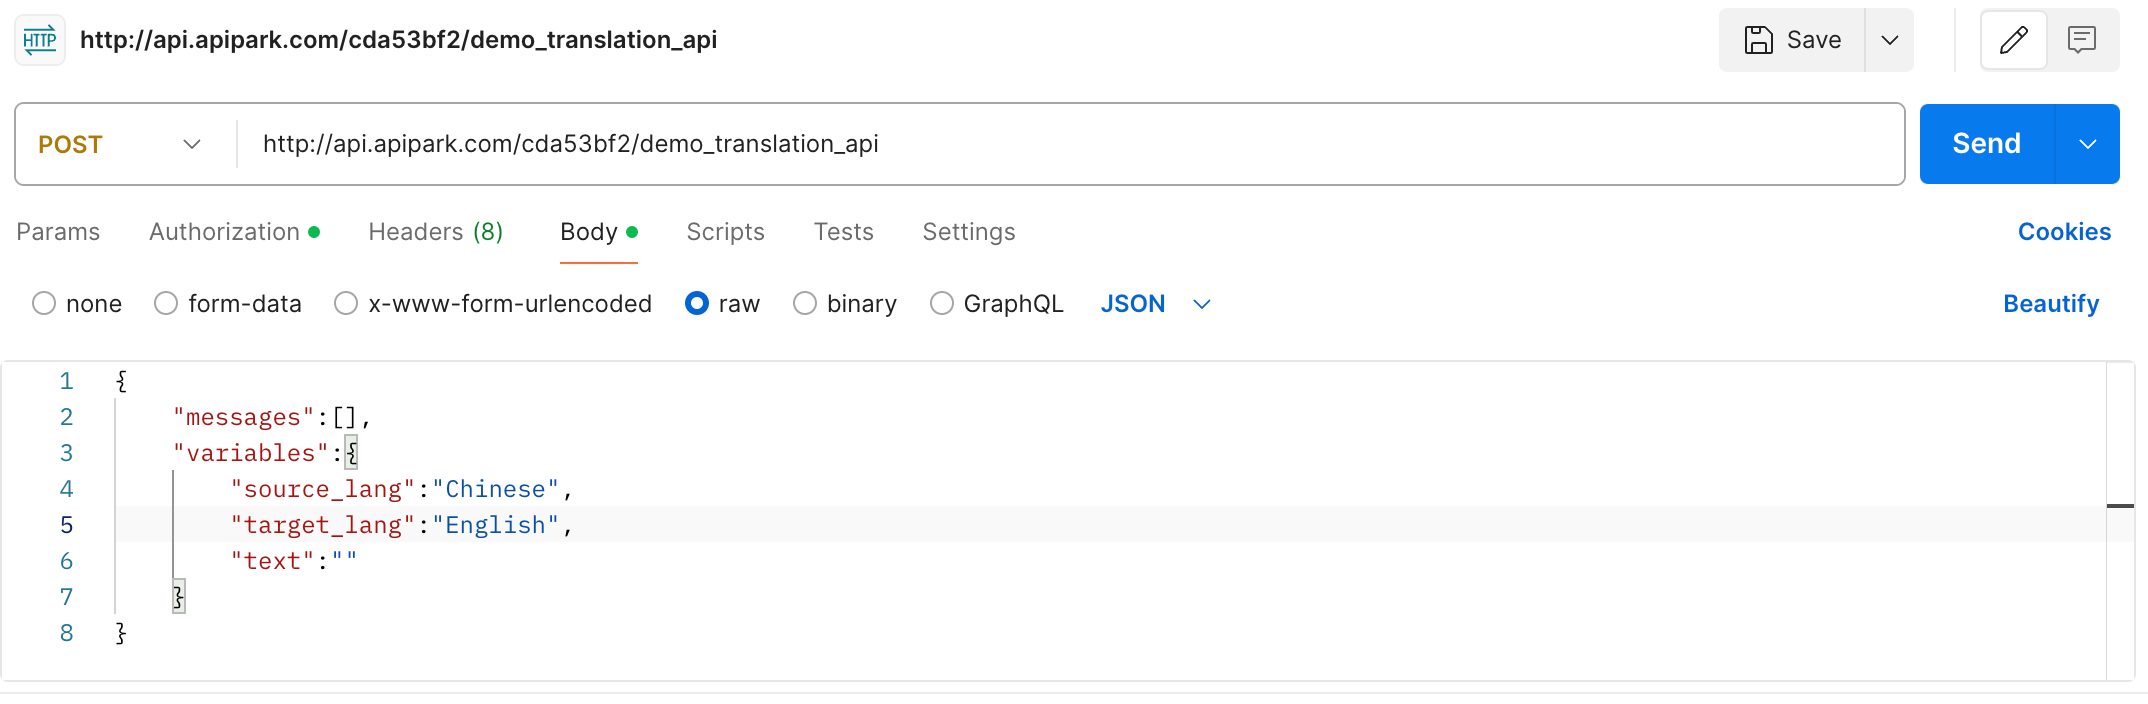 HTTP http://api.apipark.com/cda53bf2/demo_translation_api Save
POST http://api.apipark.com/cda53bf2/demo_translation_api Send
Params Authorization Headers (8) Body Scripts Tests Settings Cookies
none form-data x-www-form-urlencoded raw binary GraphQL JSON Beautify
1 {
2     "messages":[],
3     "variables":{
4         "source_lang":"Chinese",
5         "target_lang":"English",
6         "text":""
7     }
8 }